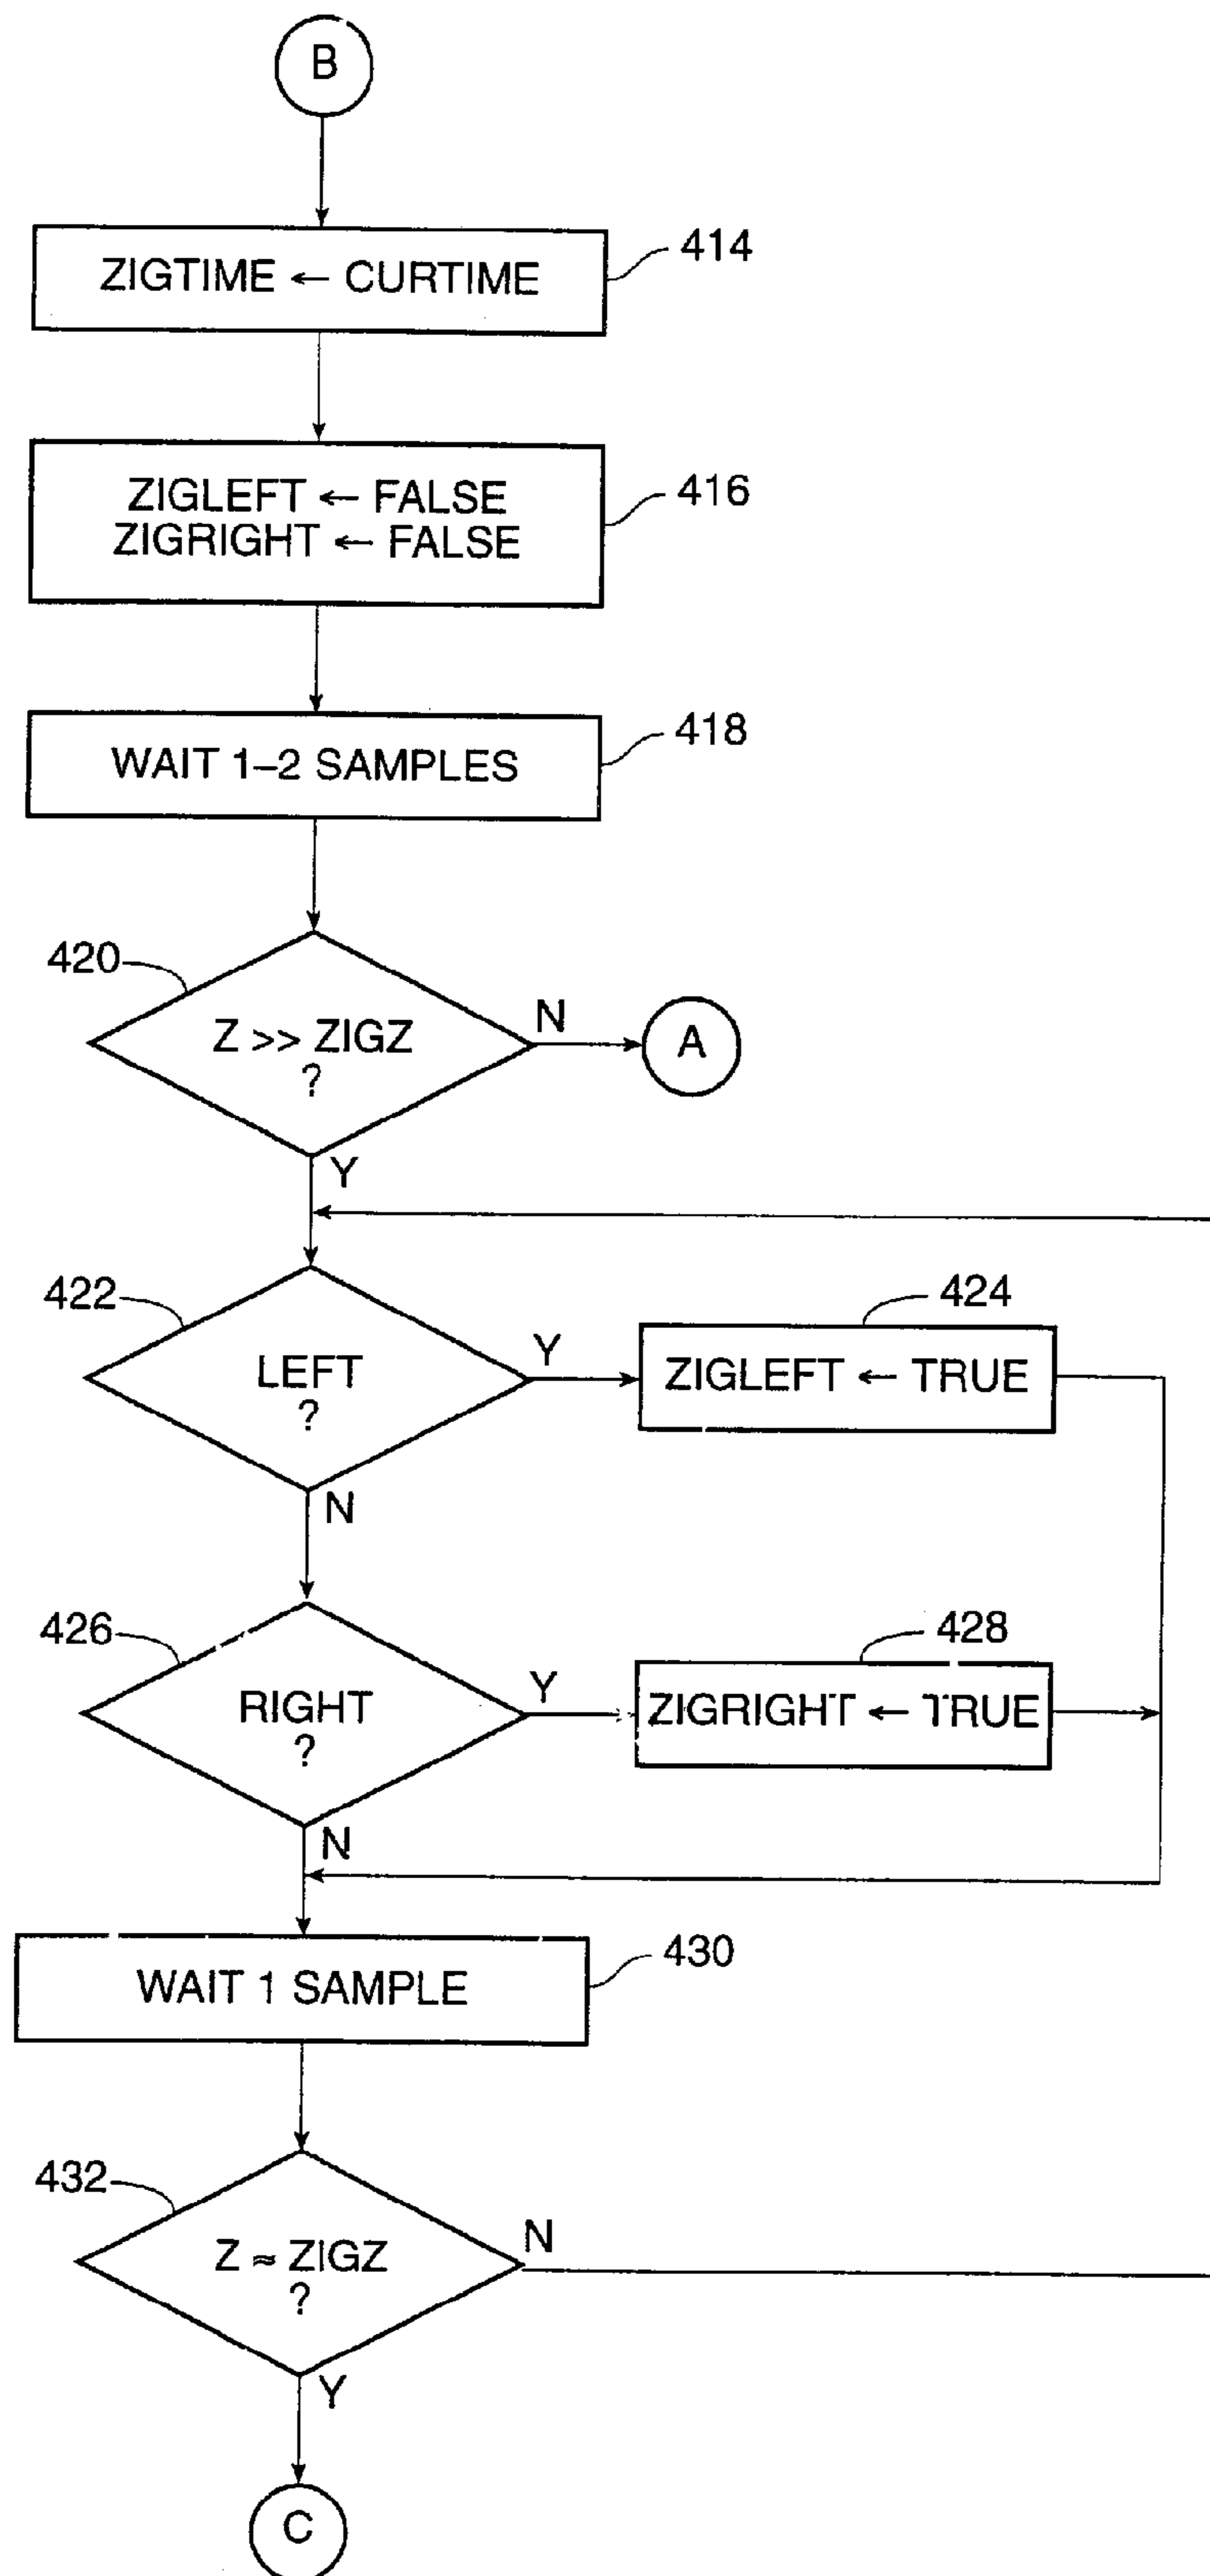 B
ZIGTIME ← CURTIME
414
ZIGLEFT ← FALSE
ZIGRIGHT ← FALSE
416
WAIT 1–2 SAMPLES
418
420
Z >> ZIGZ
?
N
A
Y
422
LEFT
?
Y
424
ZIGLEFT ← TRUE
N
426
RIGHT
?
Y
428
ZIGRIGHT ← TRUE
N
WAIT 1 SAMPLE
430
432
Z ≈ ZIGZ
?
N
Y
C